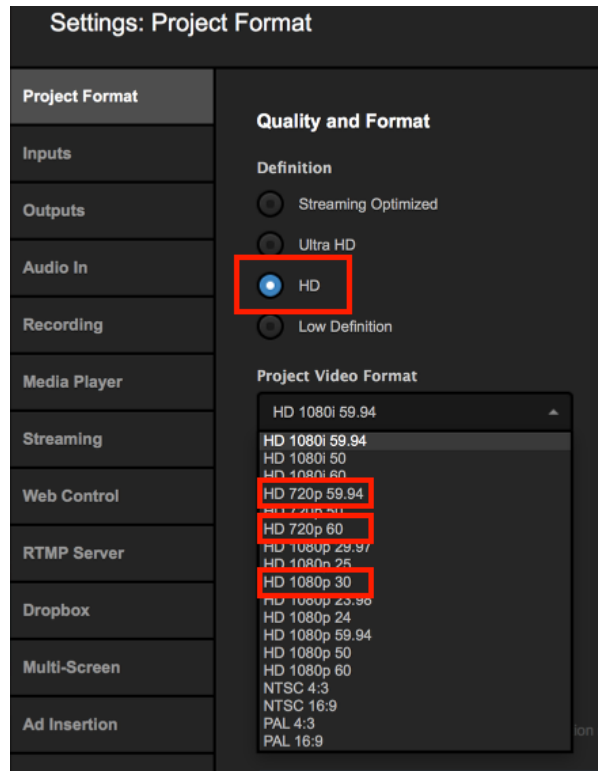 Settings: Project Format
Project Format
Inputs
Outputs
Audio In
Recording
Media Player
Streaming
Web Control
RTMP Server
Dropbox
Multi-Screen
Ad Insertion
Quality and Format
Definition
Streaming Optimized
Ultra HD
HD
Low Definition
Project Video Format
HD 1080i 59.94
HD 1080i 59.94
HD 1080i 50
HD 1080i 60
HD 720p 59.94
HD 720p 50
HD 720p 60
HD 1080p 29.97
HD 1080p 25
HD 1080p 30
HD 1080p 23.98
HD 1080p 24
HD 1080p 59.94
HD 1080p 50
HD 1080p 60
NTSC 4:3
NTSC 16:9
PAL 4:3
PAL 16:9
ion